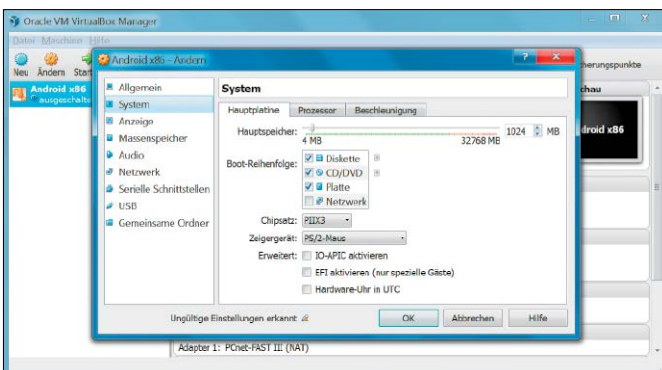 Oracle VM VirtualBox Manager
Datei Maschine Hilfe
Neu Ändern Start
Android x86
ausgeschalte
Android x86 - Ändern
Allgemein
System
Anzeige
Massenspeicher
Audio
Netzwerk
Serielle Schnittstellen
USB
Gemeinsame Ordner
System
Hauptplatine Prozessor Beschleunigung
Hauptspeicher: 1024 MB
4 MB 32768 MB
Boot-Reihenfolge:
Diskette
CD/DVD
Platte
Netzwerk
Chipsatz: PIIX3
Zeigergerät: PS/2-Maus
Erweitert: IO-APIC aktivieren
EFI aktivieren (nur spezielle Gäste)
Hardware-Uhr in UTC
Ungültige Einstellungen erkannt
OK Abbrechen Hilfe
herungspunkte
chau
droid x86
Adapter 1: PCnet-FAST III (NAT)